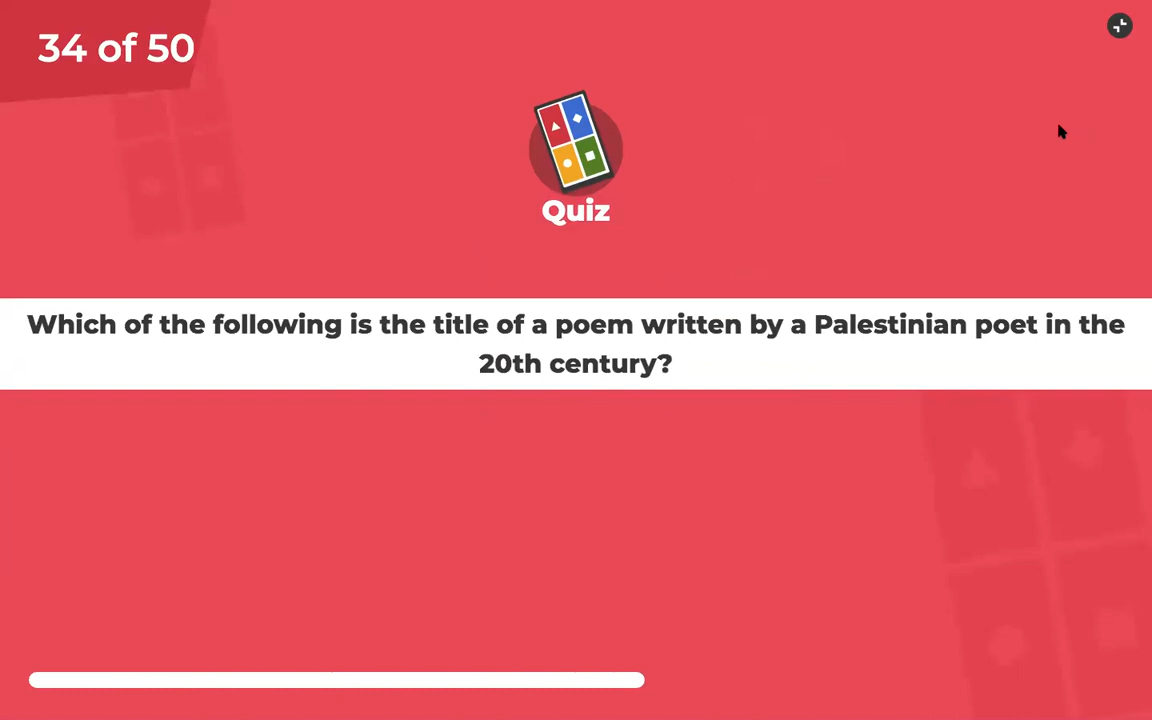 34 of 50
Quiz
Which of the following is the title of a poem written by a Palestinian poet in the
20th century?